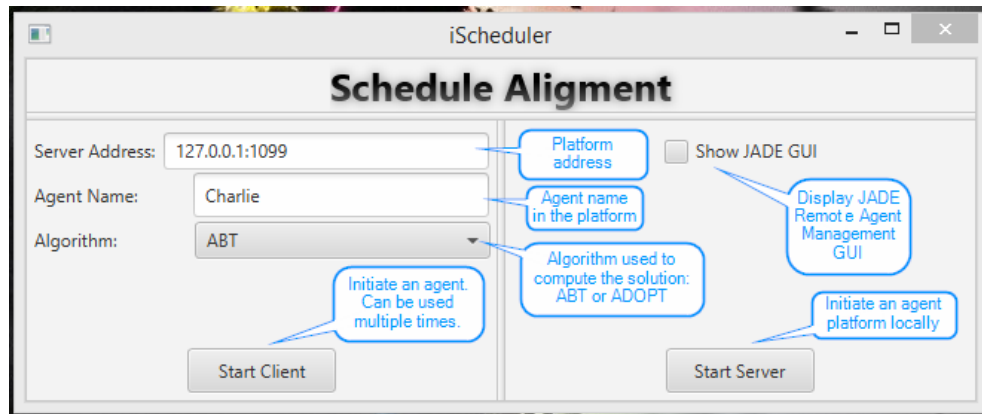 iScheduler
Schedule Aligment
Server Address:
127.0.0.1:1099
Platform
address
Show JADE GUI
Agent Name:
Charlie
Agent name
in the platform
Display JADE
Remote Agent
Management
GUI
Algorithm:
ABT
Algorithm used to
compute the solution:
ABT or ADOPT
Initiate an agent.
Can be used
multiple times.
Initiate an agent
platform locally
Start Client
Start Server